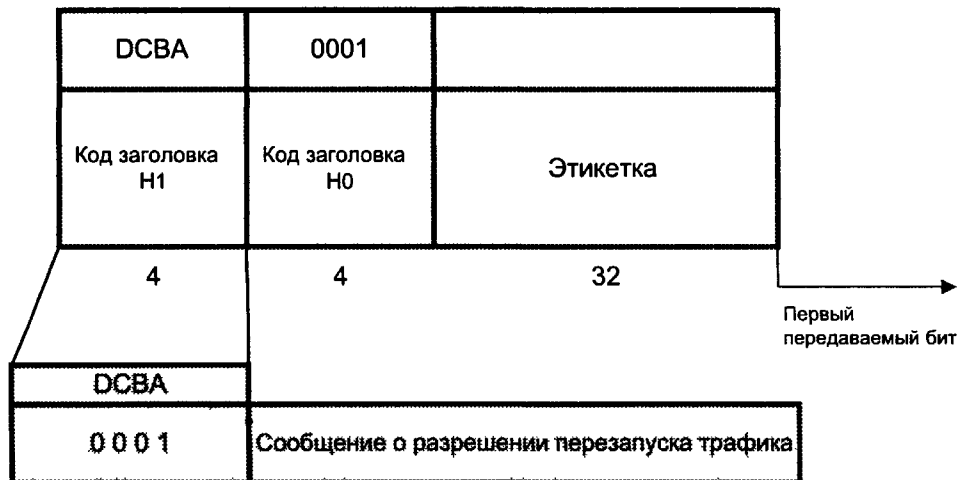 DCBA 0001
Код заголовка H1 Код заголовка H0 Этикетка
4 4 32
Первый
передаваемый бит
DCBA
0 0 0 1 Сообщение о разрешении перезапуска трафика